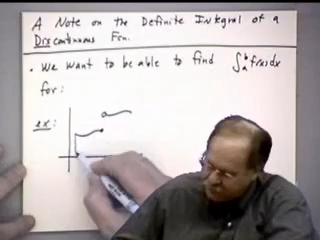 A Note on the Definite Integral of a
Discontinuous Fcn.
• We want to be able to find ∫ₐᵇ f(x)dx
for:
ex: